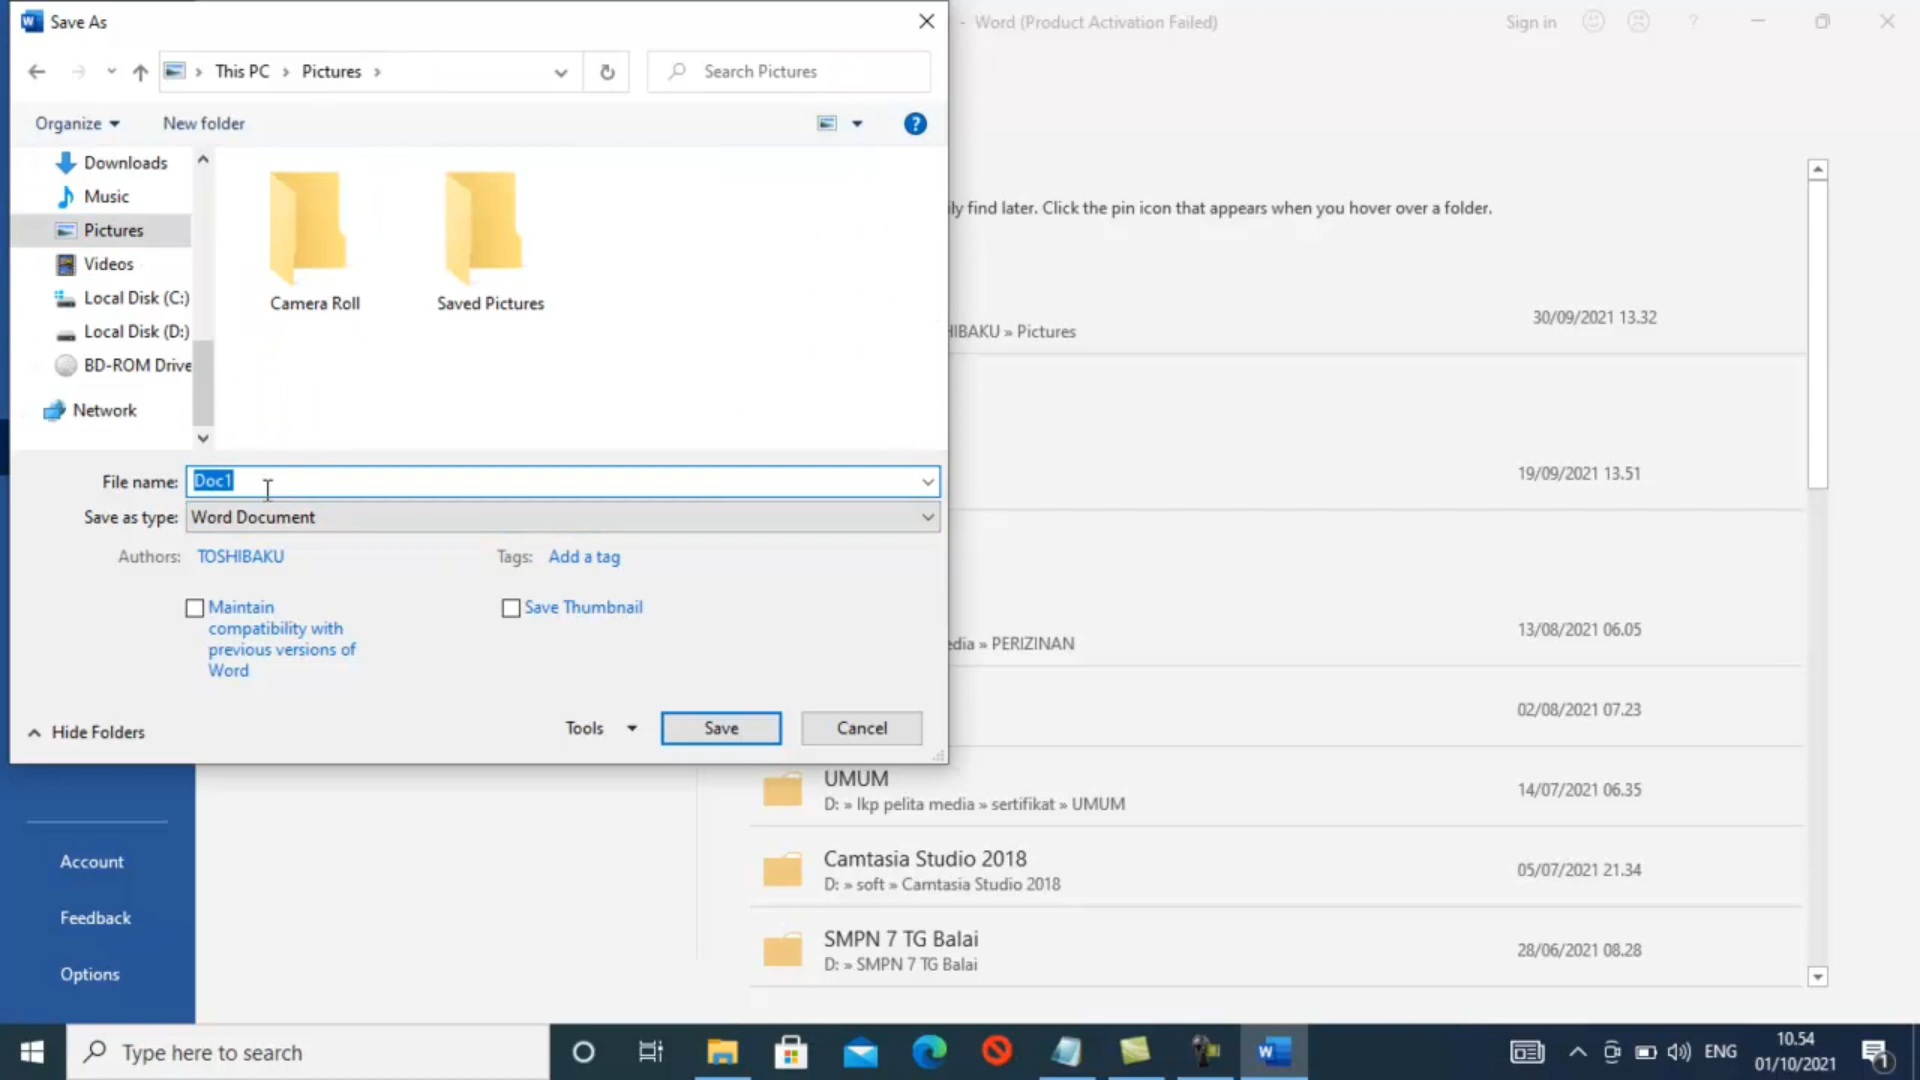 Save As
- Word (Product Activation Failed)
Sign in
?
This PC > Pictures >
Search Pictures
Organize
New folder
?
Downloads
Music
Pictures
Videos
Local Disk (C:)
Local Disk (D:)
BD-ROM Drive
Network
Camera Roll
Saved Pictures
File name: Doc1
Save as type: Word Document
Authors: TOSHIBAKU
Tags: Add a tag
Maintain
compatibility with
previous versions of
Word
Save Thumbnail
Hide Folders
Tools
Save
Cancel
find later. Click the pin icon that appears when you hover over a folder.
30/09/2021 13.32
» Pictures
19/09/2021 13.51
13/08/2021 06.05
» PERIZINAN
02/08/2021 07.23
UMUM
D: » lkp pelita media » sertifikat » UMUM
14/07/2021 06.35
Camtasia Studio 2018
D: » soft » Camtasia Studio 2018
05/07/2021 21.34
SMPN 7 TG Balai
D: » SMPN 7 TG Balai
28/06/2021 08.28
Account
Feedback
Options
Type here to search
ENG
10.54
01/10/2021
1